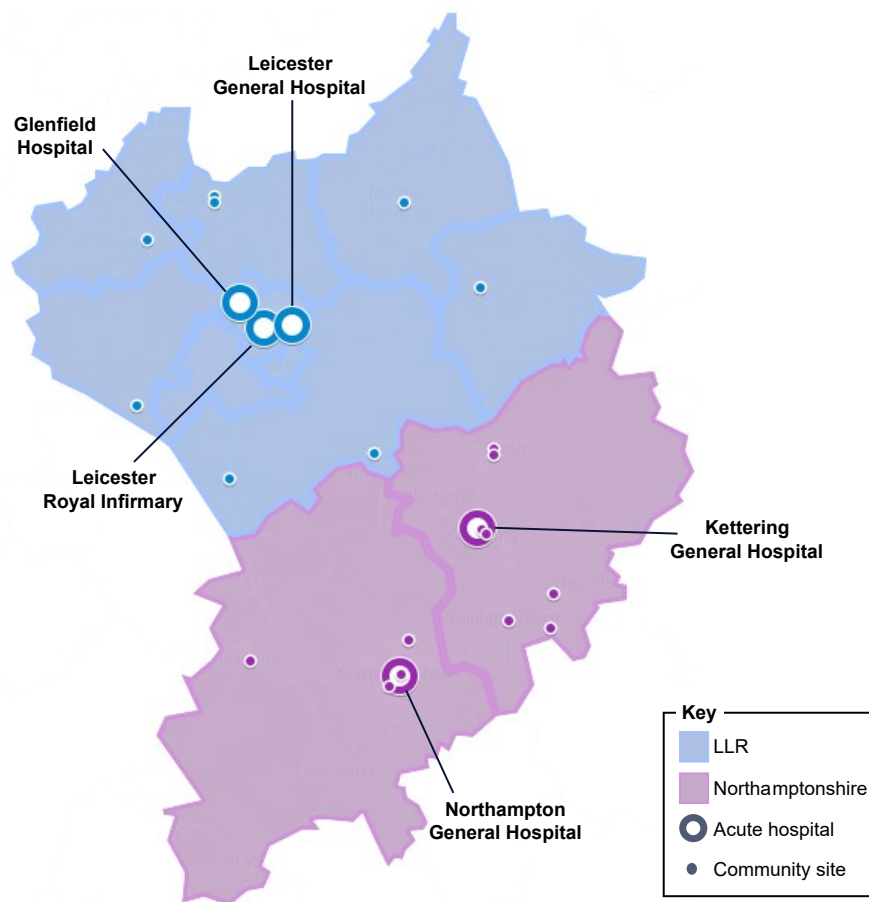 Leicester
General Hospital
Glenfield
Hospital
Leicester
Royal Infirmary
Kettering
General Hospital
Northampton
General Hospital
Key
LLR
Northamptonshire
Acute hospital
Community site